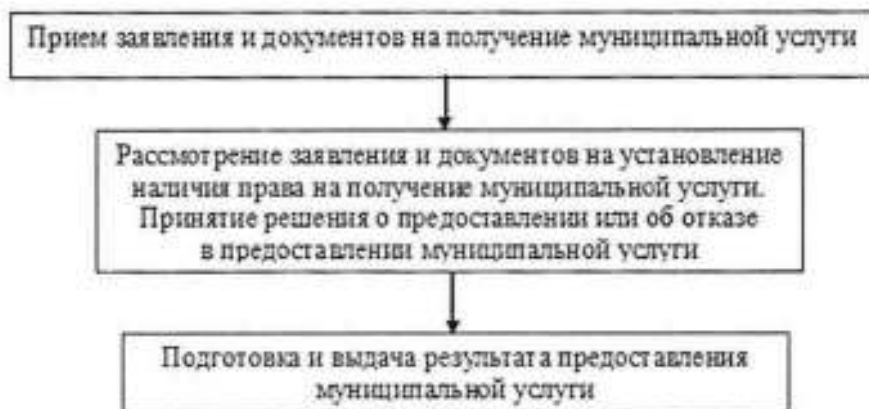 Прием заявления и документов на получение муниципальной услуги
Рассмотрение заявления и документов на установление
наличия права на получение муниципальной услуги.
Принятие решения о предоставлении или об отказе
в предоставлении муниципальной услуги
Подготовка и выдача результата предоставления
муниципальной услуги